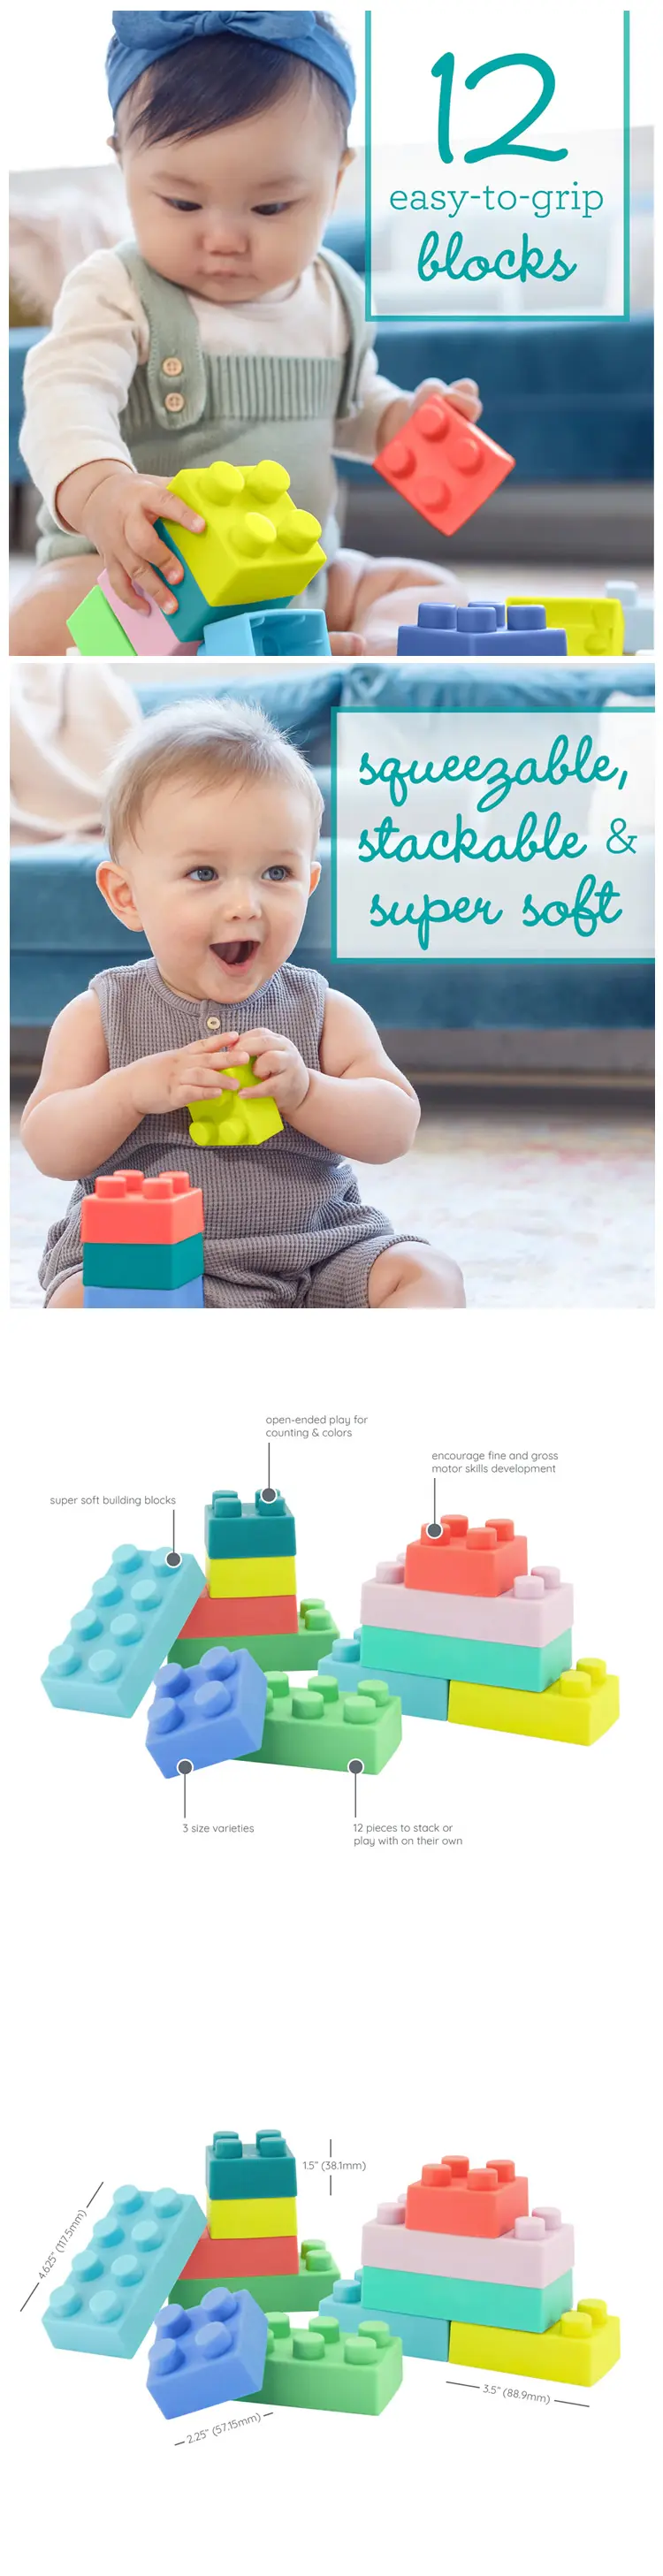 12
easy-to-grip
blocks
squeezable,
stackable &
super soft
open-ended play for
counting & colors
encourage fine and gross
motor skills development
super soft building blocks
3 size varieties
12 pieces to stack or
play with on their own
1.5" (38.1mm)
4.625" (117.5mm)
3.5" (88.9mm)
2.25" (57.15mm)